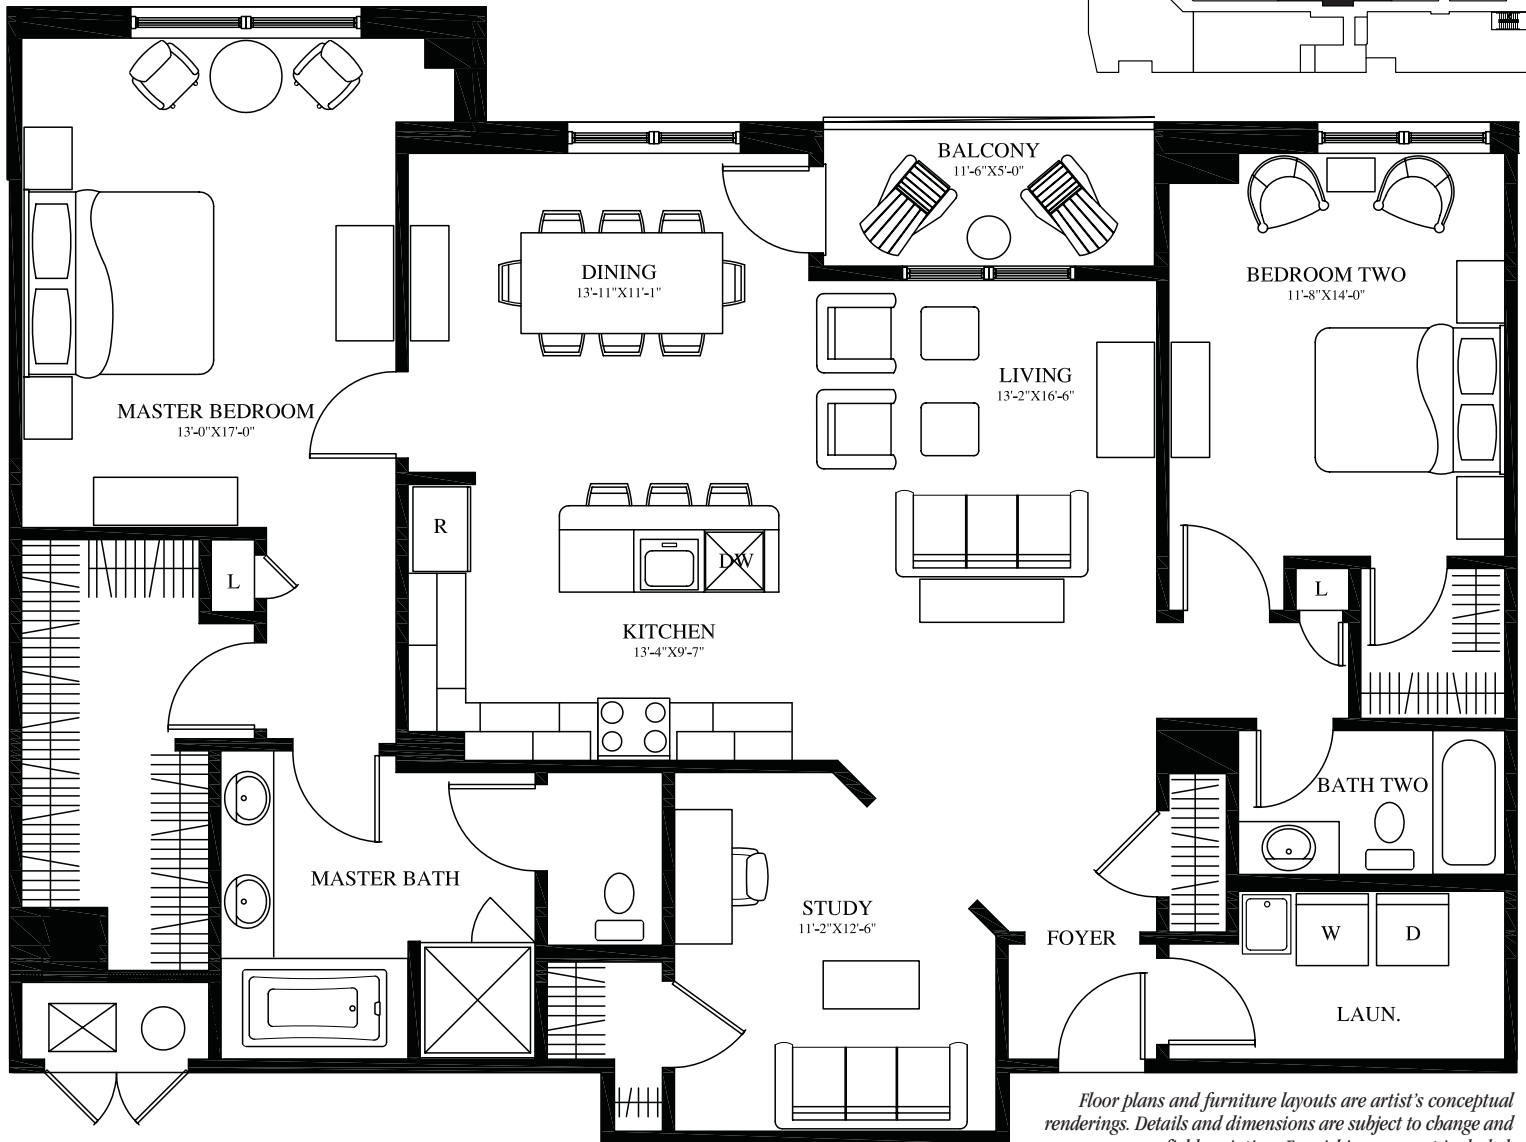 BALCONY
11'-6"X5'-0"
DINING
13'-11"X11'-1"
BEDROOM TWO
11'-8"X14'-0"
LIVING
13'-2"X16'-6"
MASTER BEDROOM
13'-0"X17'-0"
R
DW
L
L
KITCHEN
13'-4"X9'-7"
BATH TWO
MASTER BATH
STUDY
11'-2"X12'-6"
FOYER
W
D
LAUN.
Floor plans and furniture layouts are artist's conceptual
renderings. Details and dimensions are subject to change and